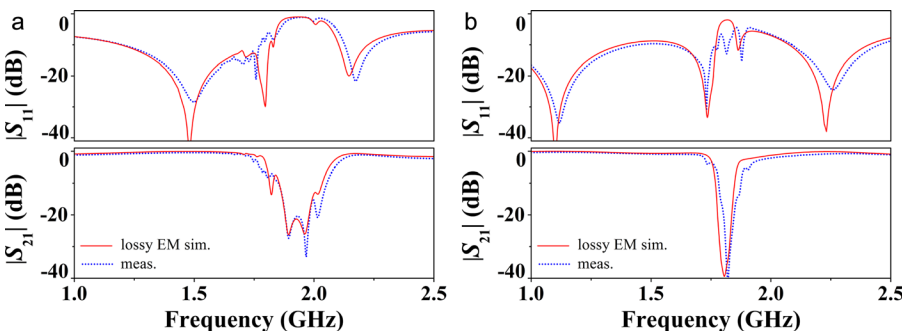 a
b
|S11| (dB)
0
-20
-40
|S11| (dB)
0
-20
-40
|S21| (dB)
0
-20
-40
lossy EM sim.
meas.
|S21| (dB)
0
-20
-40
lossy EM sim.
meas.
1.0 1.5 2.0 2.5
1.0 1.5 2.0 2.5
Frequency (GHz)
Frequency (GHz)